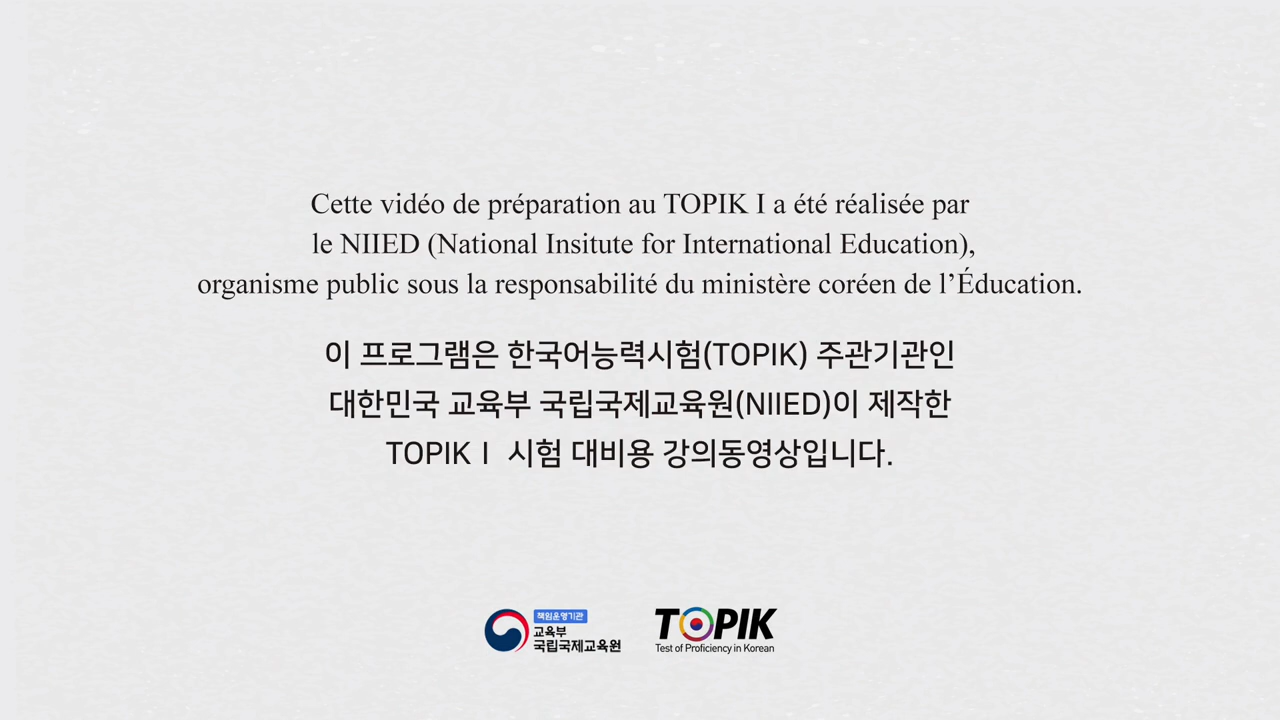 Cette vidéo de préparation au TOPIK I a été réalisée par
le NIIED (National Insitute for International Education),
organisme public sous la responsabilité du ministère coréen de l’Éducation.
이 프로그램은 한국어능력시험(TOPIK) 주관기관인
대한민국 교육부 국립국제교육원(NIIED)이 제작한
TOPIK Ⅰ 시험 대비용 강의동영상입니다.
책임운영기관
교육부
국립국제교육원
TOPIK
Test of Proficiency in Korean